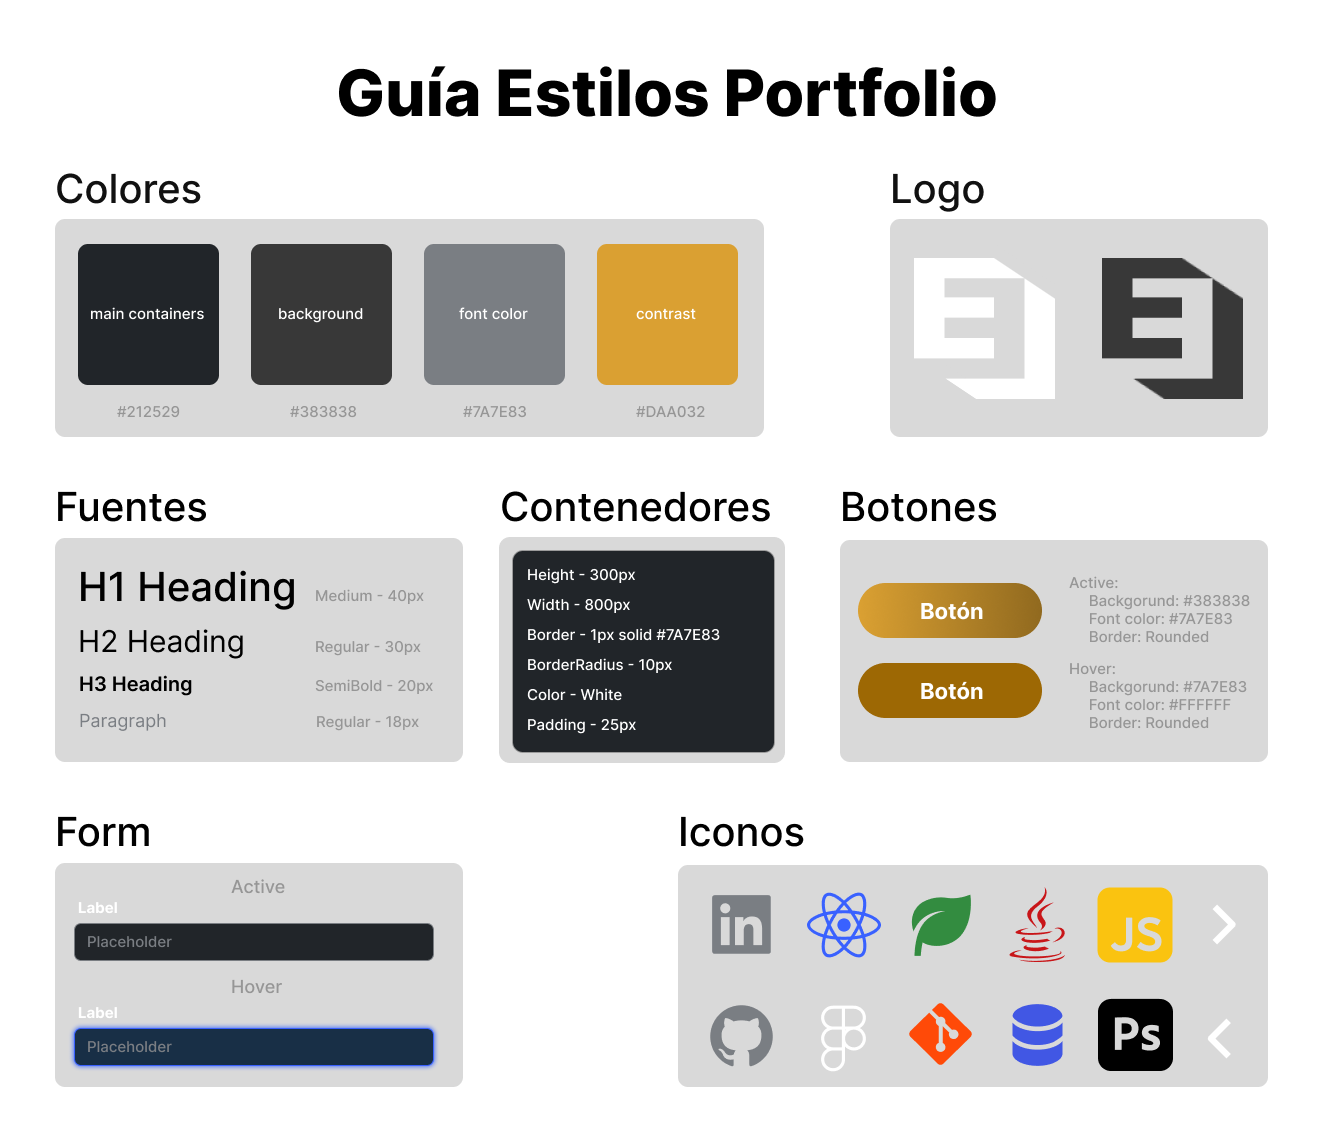 Guía Estilos Portfolio
Colores
main containers
background
font color
contrast
#212529
#383838
#7A7E83
#DAA032
Logo
Fuentes
H1 Heading
Medium - 40px
H2 Heading
Regular - 30px
H3 Heading
SemiBold - 20px
Paragraph
Regular - 18px
Contenedores
Height - 300px
Width - 800px
Border - 1px solid #7A7E83
BorderRadius - 10px
Color - White
Padding - 25px
Botones
Botón
Botón
Active:
Backgorund: #383838
Font color: #7A7E83
Border: Rounded
Hover:
Backgorund: #7A7E83
Font color: #FFFFFF
Border: Rounded
Form
Active
Label
Placeholder
Hover
Label
Placeholder
Iconos
in
JS
Ps